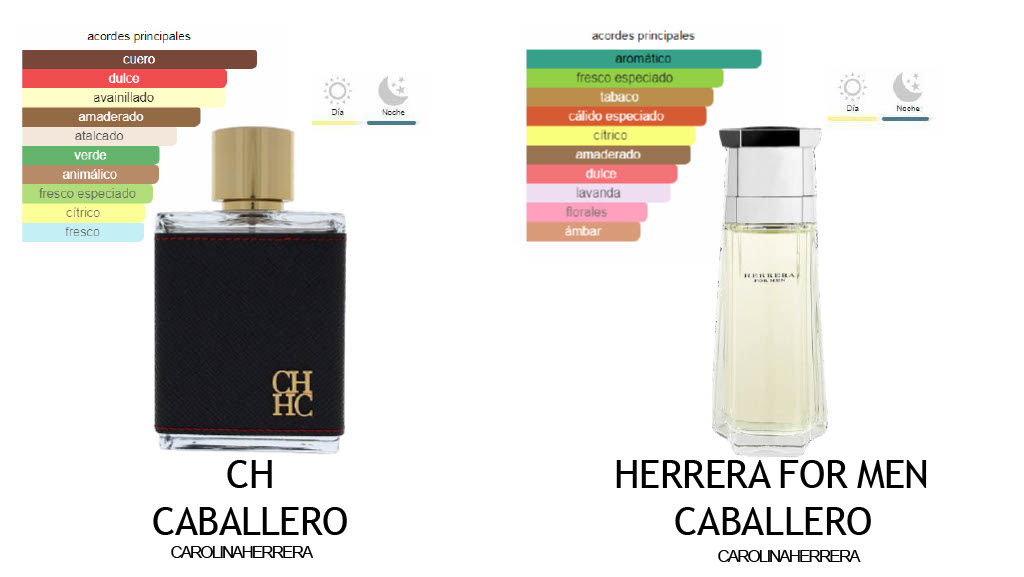 acordes principales
cuero
dulce
avainillado
amaderado
atalcado
verde
animálico
fresco especiado
cítrico
fresco
Día
Noche
CH
HC
CH
CABALLERO
CAROLINAHERRERA
acordes principales
aromático
fresco especiado
tabaco
cálido especiado
cítrico
amaderado
dulce
lavanda
florales
ámbar
Día
Noche
HERRERA
FOR MEN
HERRERA FOR MEN
CABALLERO
CAROLINAHERRERA